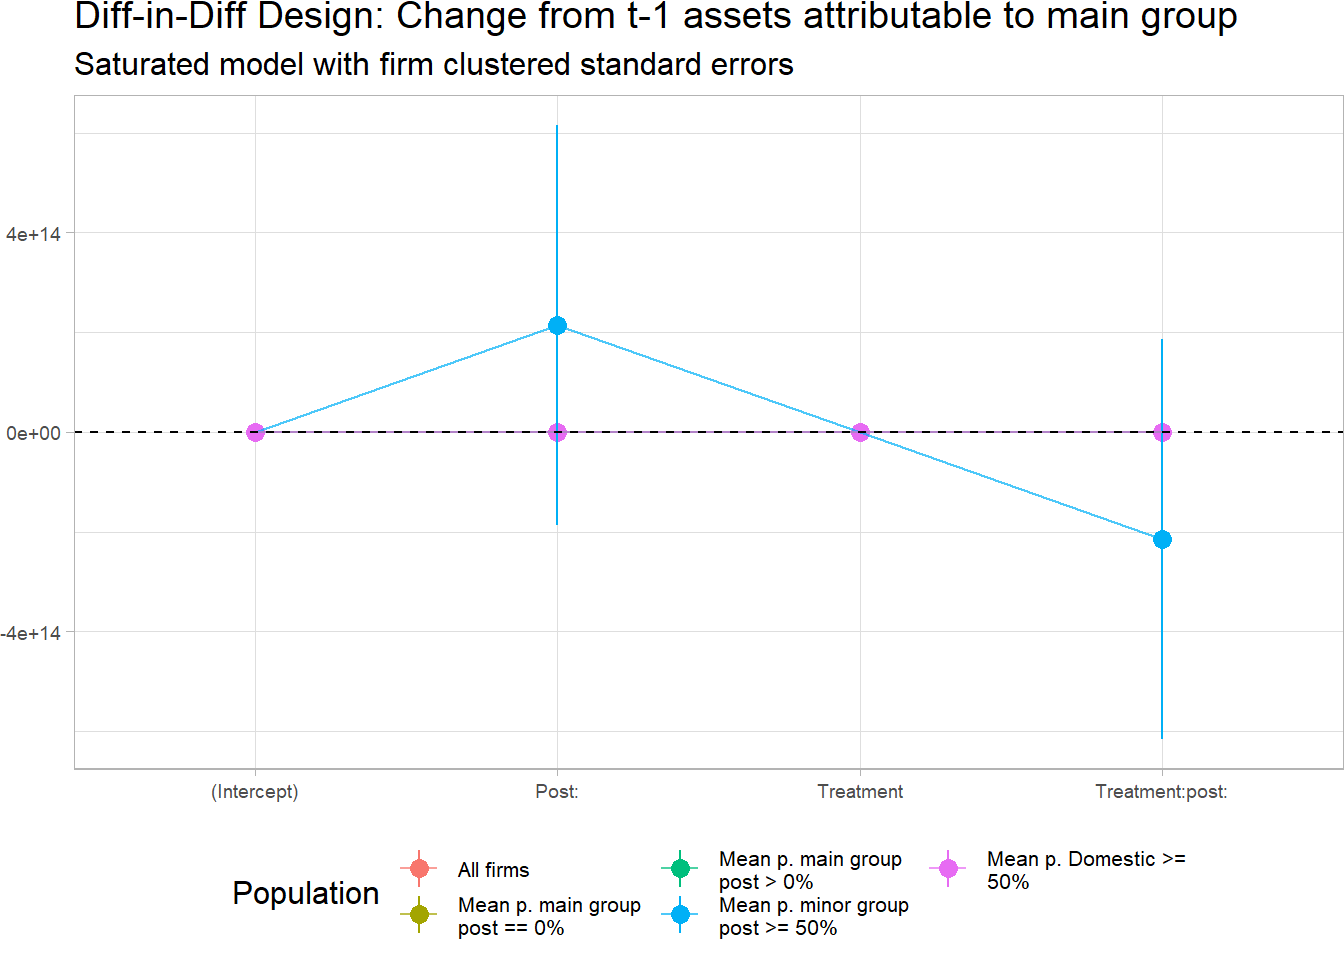 Diff-in-Diff Design: Change from t-1 assets attributable to main group
Saturated model with firm clustered standard errors
4e+14
0e+00
-4e+14
(Intercept)
Post:
Treatment
Treatment:post:
Population
All firms
Mean p. main group
post == 0%
Mean p. main group
post > 0%
Mean p. minor group
post >= 50%
Mean p. Domestic >=
50%